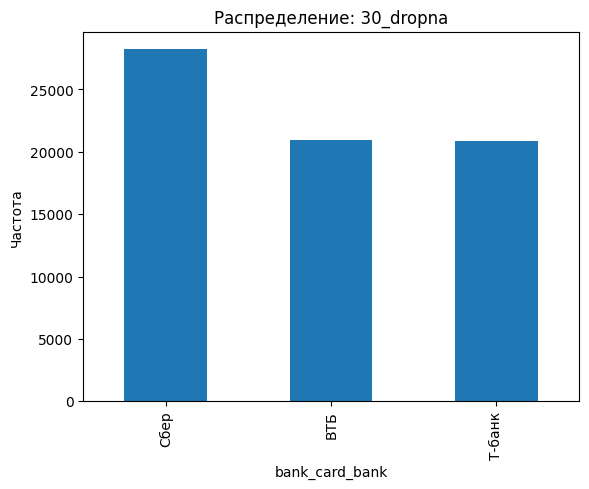 Распределение: 30_dropna
Частота
25000
20000
15000
10000
5000
0
Сбер
ВТБ
Т-банк
bank_card_bank